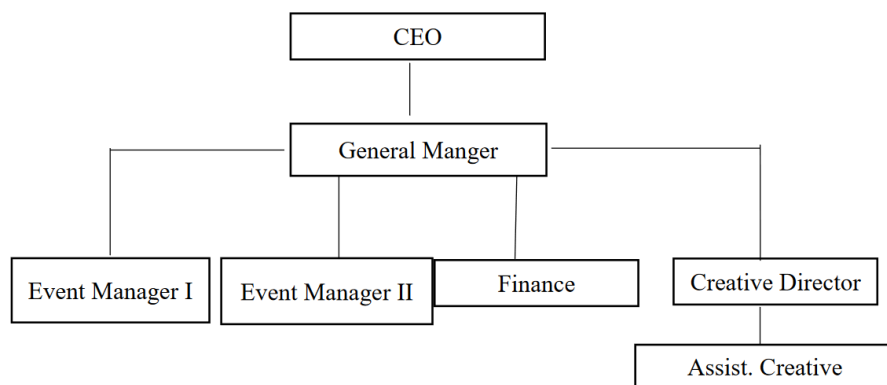 CEO
General Manger
Event Manager I
Event Manager II
Finance
Creative Director
Assist. Creative